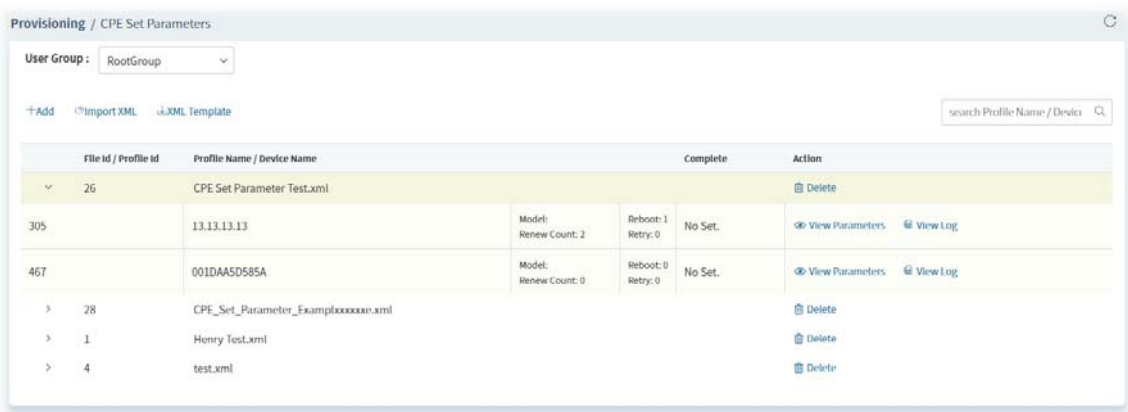 Provisioning / CPE Set Parameters
User Group : RootGroup
+Add Import XML XML Template search Profile Name / Devic
File Id / Profile Id Profile Name / Device Name Complete Action
26 CPE Set Parameter Test.xml Delete
305 13.13.13.13 Model: Renew Count: 2 Reboot: 1 Retry: 0 No Set. View Parameters View Log
467 001DAA5D585A Model: Renew Count: 0 Reboot: 0 Retry: 0 No Set. View Parameters View Log
28 CPE_Set_Parameter_Examplxxxxxxe.xml Delete
1 Henry Test.xml Delete
4 test.xml Delete